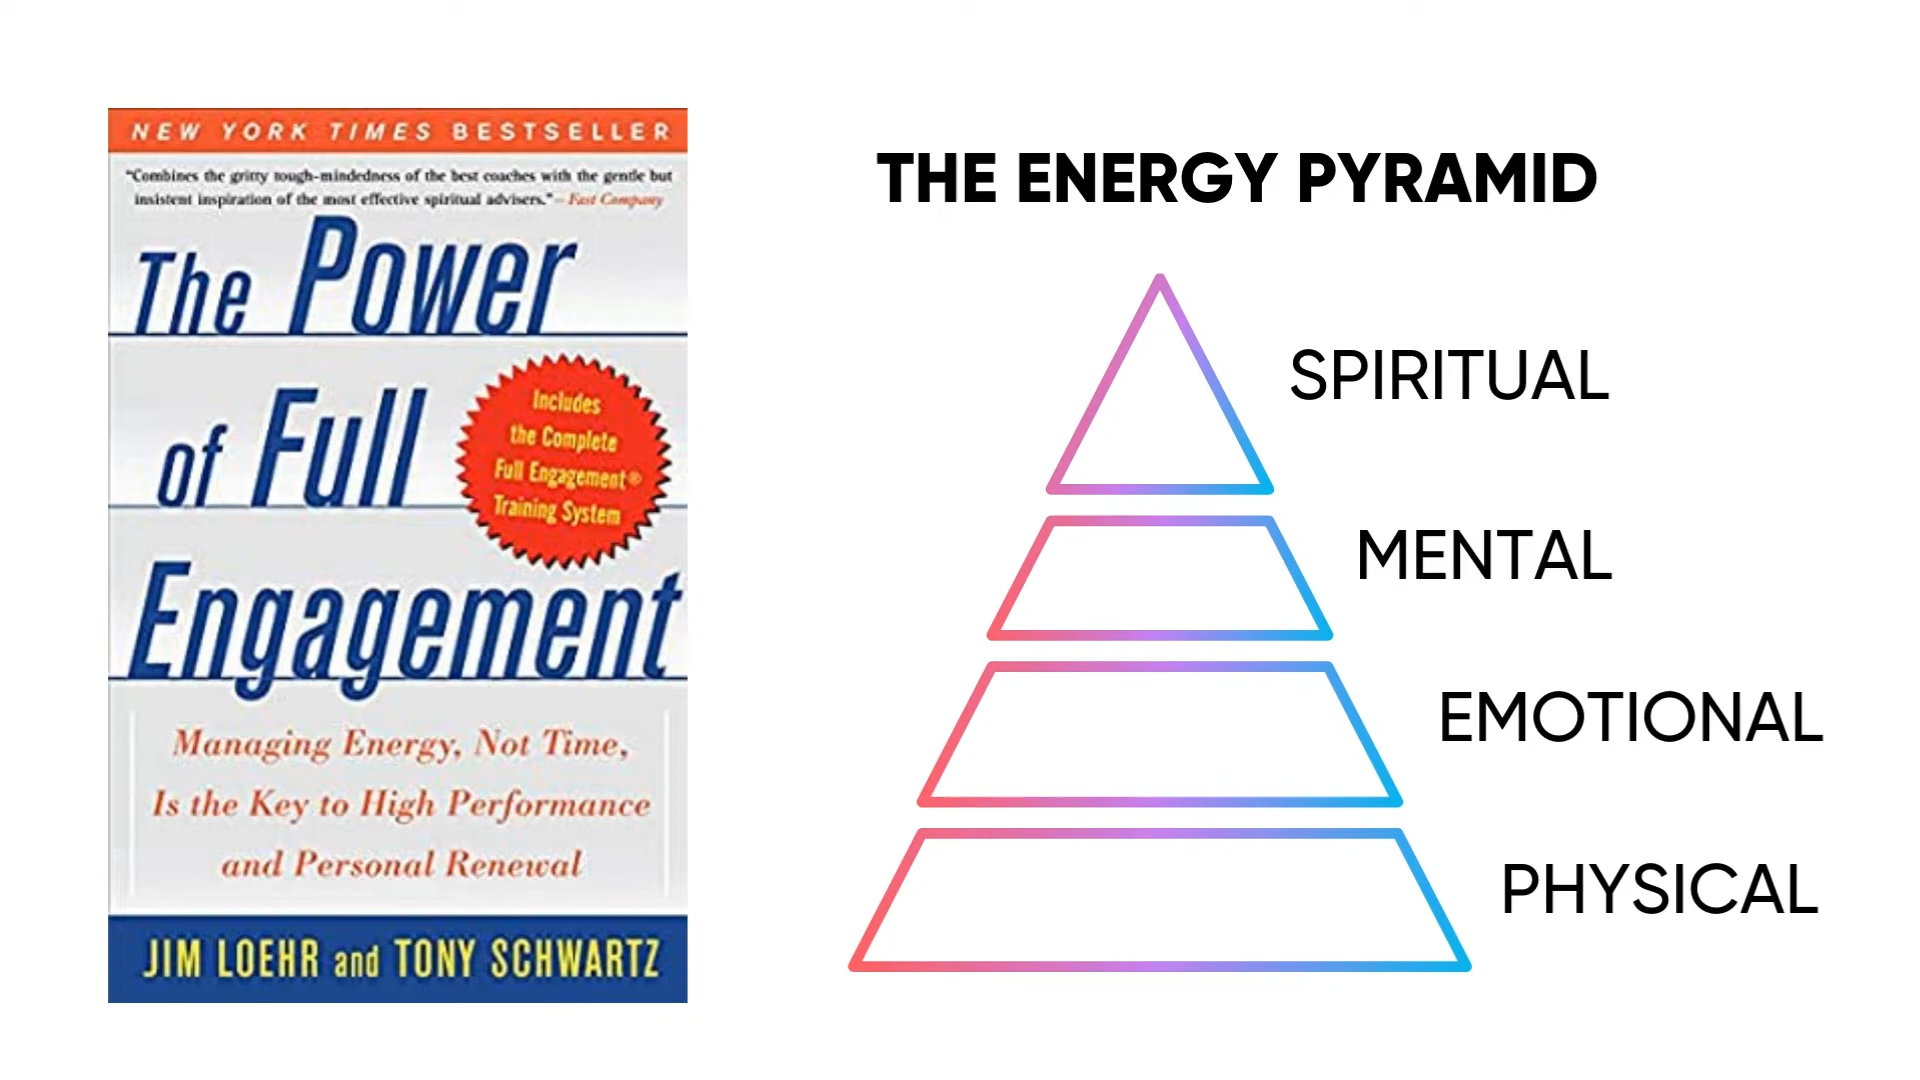 NEW YORK TIMES BESTSELLER
"Combines the gritty tough-mindedness of the best coaches with the gentle but
insistent inspiration of the most effective spiritual advisers." – Fast Company
The Power
of Full
Engagement
Includes
the Complete
Full Engagement®
Training System
Managing Energy, Not Time,
Is the Key to High Performance
and Personal Renewal
JIM LOEHR and TONY SCHWARTZ
THE ENERGY PYRAMID
SPIRITUAL
MENTAL
EMOTIONAL
PHYSICAL